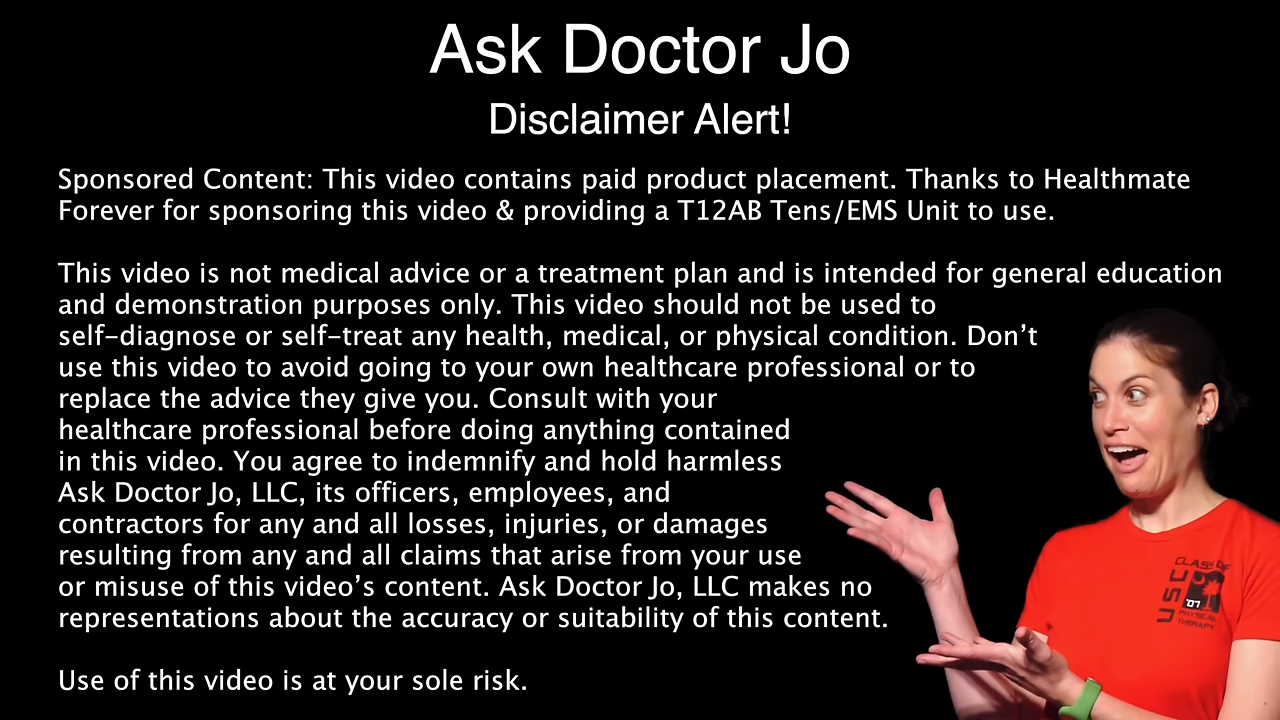 Ask Doctor Jo
Disclaimer Alert!
Sponsored Content: This video contains paid product placement. Thanks to Healthmate
Forever for sponsoring this video & providing a T12AB Tens/EMS Unit to use.
This video is not medical advice or a treatment plan and is intended for general education
and demonstration purposes only. This video should not be used to
self-diagnose or self-treat any health, medical, or physical condition. Don’t
use this video to avoid going to your own healthcare professional or to
replace the advice they give you. Consult with your
healthcare professional before doing anything contained
in this video. You agree to indemnify and hold harmless
Ask Doctor Jo, LLC, its officers, employees, and
contractors for any and all losses, injuries, or damages
resulting from any and all claims that arise from your use
or misuse of this video’s content. Ask Doctor Jo, LLC makes no
representations about the accuracy or suitability of this content.
Use of this video is at your sole risk.
CLASS OF
USC
'07
PHYSICAL
THERAPY